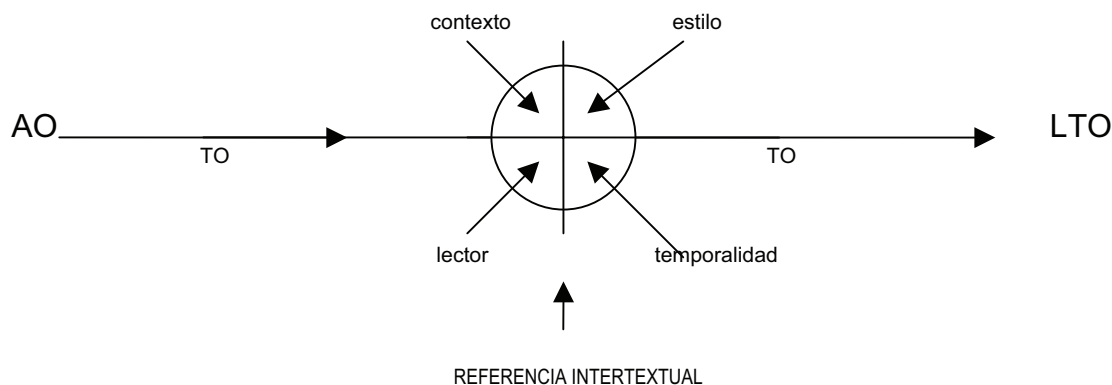 contexto estilo
AO LTO
TO TO
lector temporalidad
REFERENCIA INTERTEXTUAL